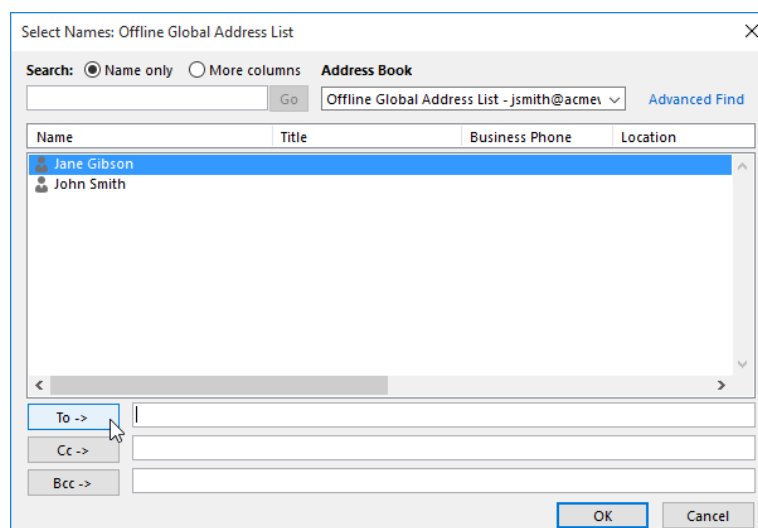 Select Names: Offline Global Address List
Search: Name only More columns Address Book
Go Offline Global Address List - jsmith@acmev Advanced Find
Name Title Business Phone Location
Jane Gibson
John Smith
To ->
Cc ->
Bcc ->
OK Cancel